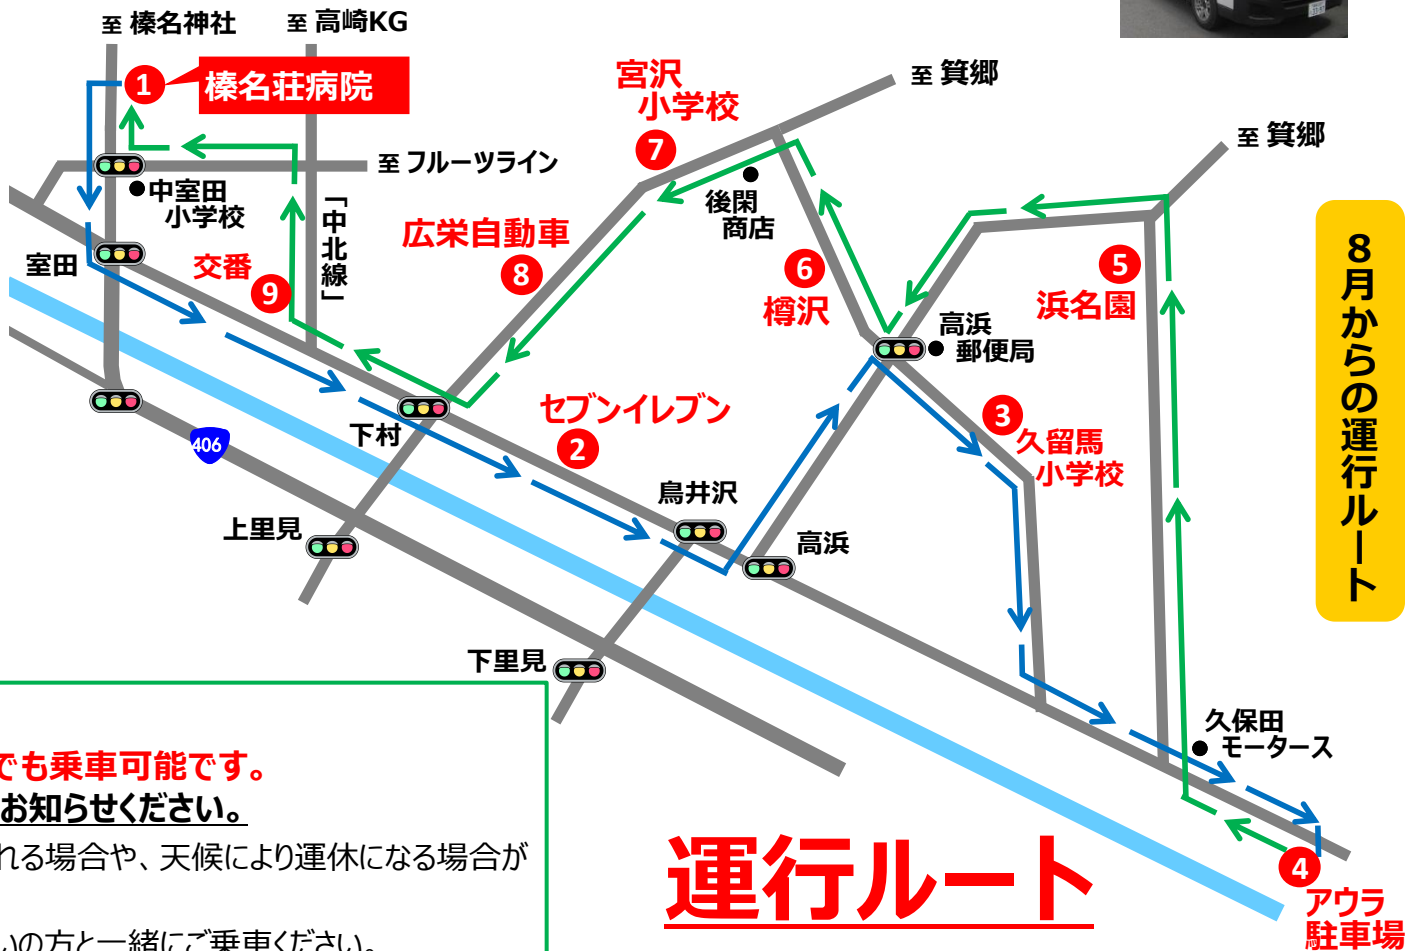 至 榛名神社
至 高崎KG
1
榛名荘病院
至 フルーツライン
中室田
小学校
「中北線」
室田
交番
9
広栄自動車
8
宮沢
小学校
7
至 箕郷
後閑
商店
6
樽沢
至 箕郷
5
浜名園
高浜
郵便局
3
久留馬
小学校
セブンイレブン
2
下村
406
上里見
鳥井沢
高浜
下里見
久保田
モータース
4
アウラ
駐車場
8月からの運行ルート
運行ルート
でも乗車可能です。
お知らせください。
れる場合や、天候により運休になる場合が
いの方と一緒にご乗車ください。